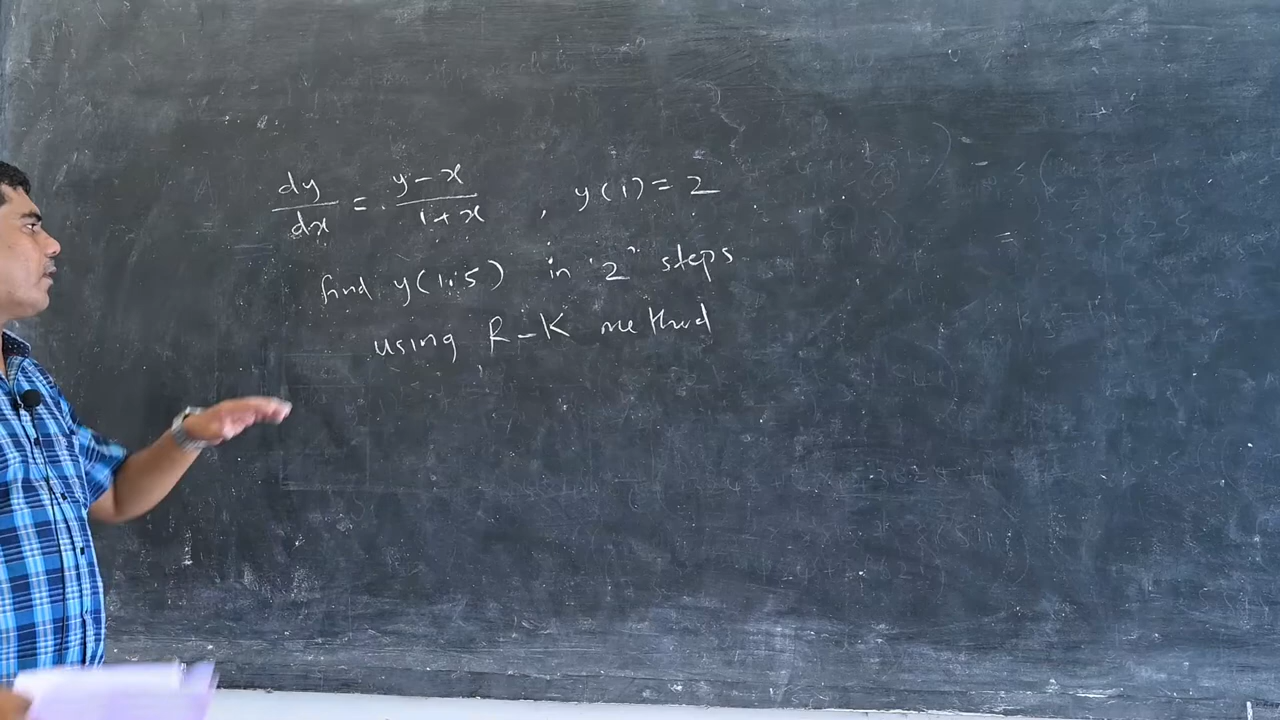 dy/dx = y-x/1+x , y(1)=2
find y(1.5) in "2" steps
using R-K method